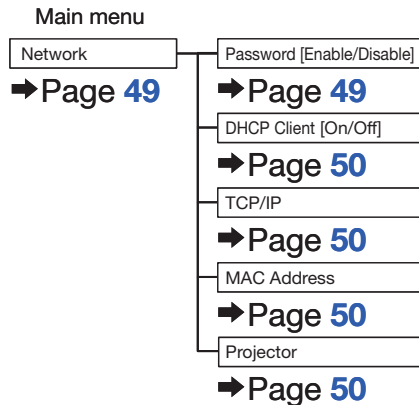 Main menu
Network
➡Page 49
Password [Enable/Disable]
➡Page 49
DHCP Client [On/Off]
➡Page 50
TCP/IP
➡Page 50
MAC Address
➡Page 50
Projector
➡Page 50